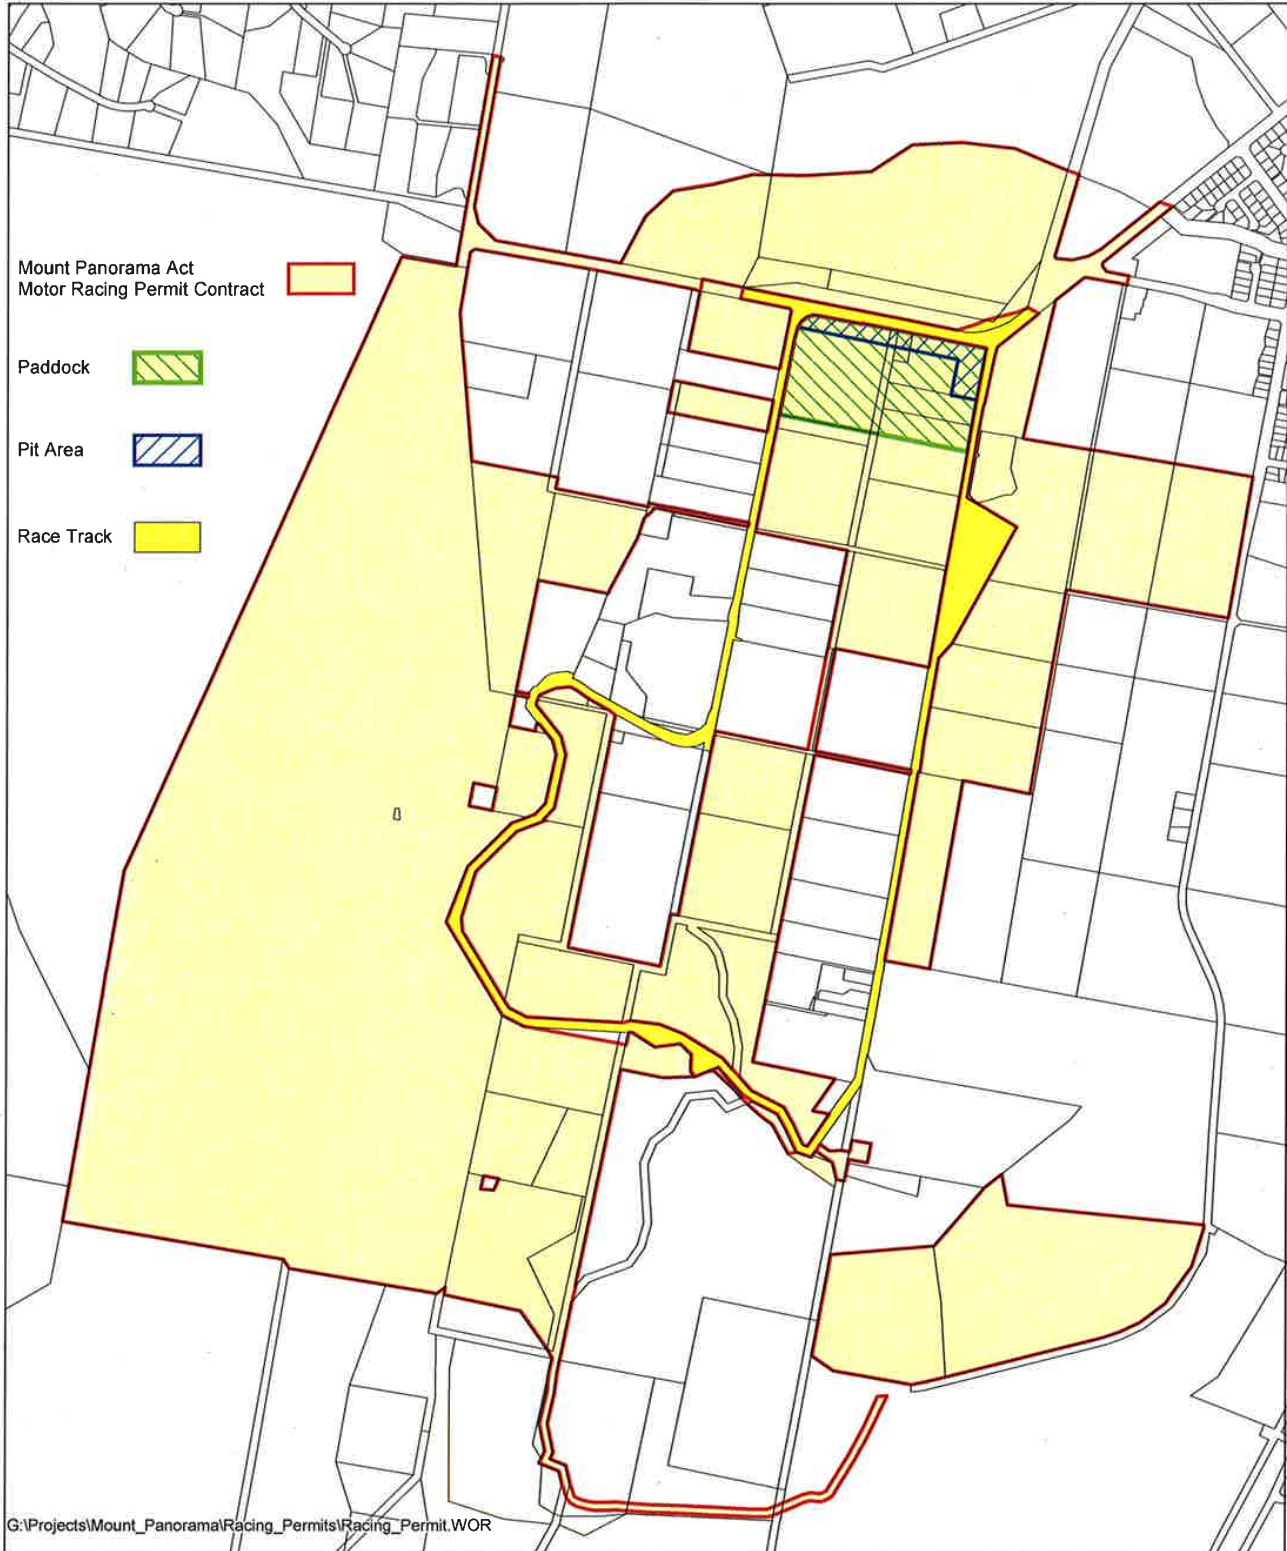 Mount Panorama Act
Motor Racing Permit Contract
Paddock
Pit Area
Race Track
G:\Projects\Mount_Panorama\Racing_Permits\Racing_Permit.WOR